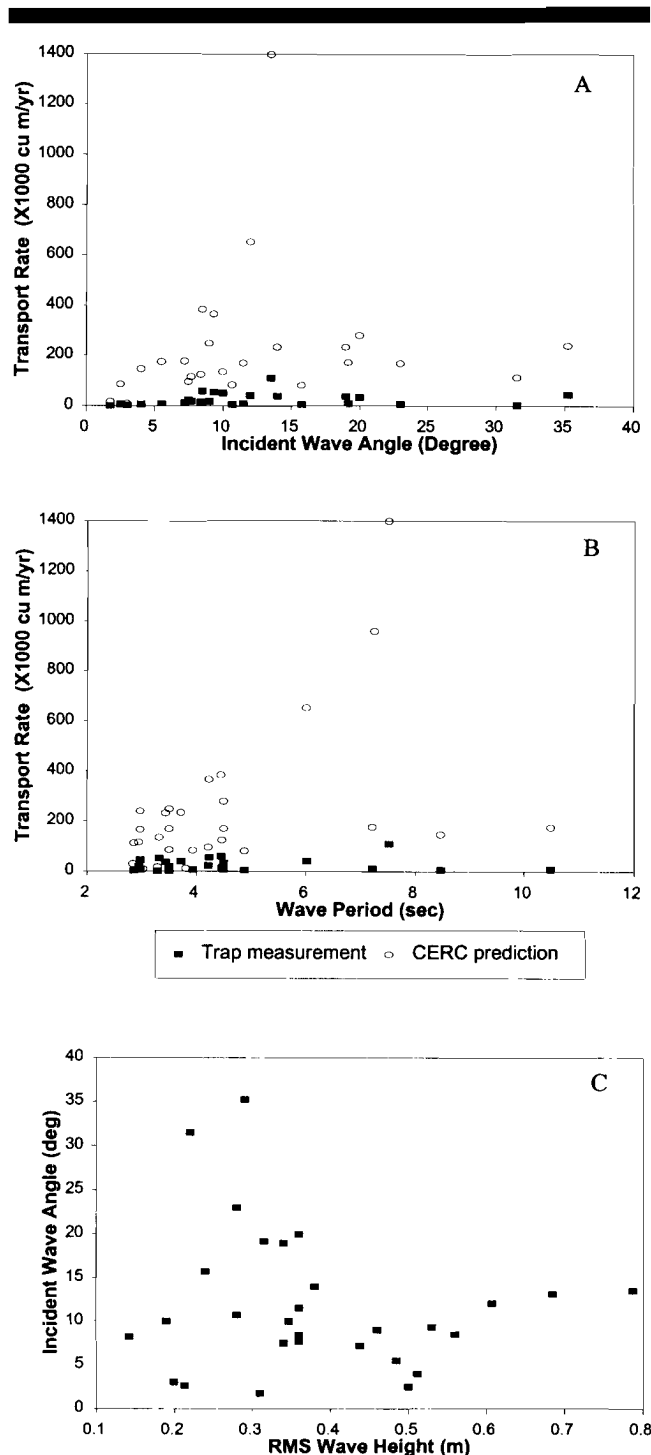 A
Transport Rate (X1000 cu m/yr)
1400
1200
1000
800
600
400
200
0
0 5 10 15 20 25 30 35 40
Incident Wave Angle (Degree)
B
Transport Rate (X1000 cu m/yr)
1400
1200
1000
800
600
400
200
0
2 4 6 8 10 12
Wave Period (sec)
Trap measurement CERC prediction
C
Incident Wave Angle (deg)
40
35
30
25
20
15
10
5
0
0.1 0.2 0.3 0.4 0.5 0.6 0.7 0.8
RMS Wave Height (m)